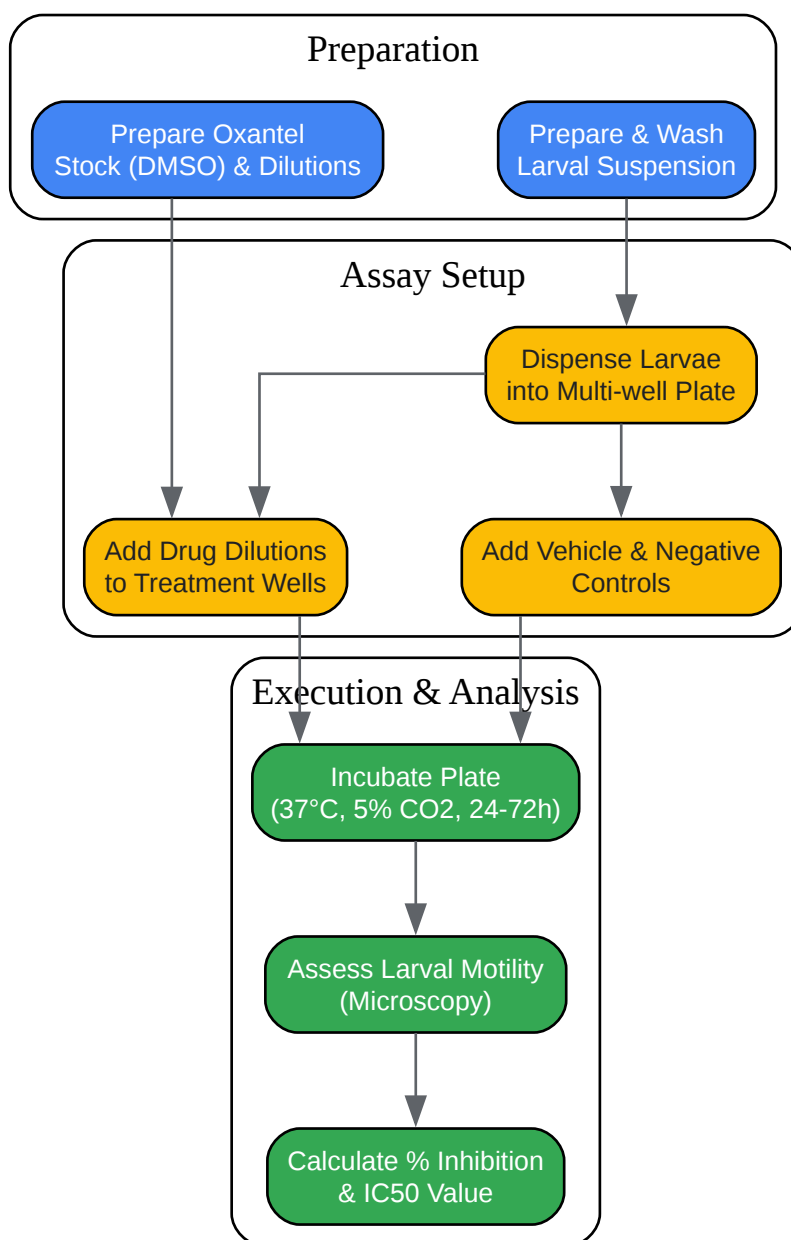 Preparation
Prepare Oxantel
Stock (DMSO) & Dilutions
Prepare & Wash
Larval Suspension
Assay Setup
Dispense Larvae
into Multi-well Plate
Add Drug Dilutions
to Treatment Wells
Add Vehicle & Negative
Controls
Execution & Analysis
Incubate Plate
(37°C, 5% CO2, 24-72h)
Assess Larval Motility
(Microscopy)
Calculate % Inhibition
& IC50 Value